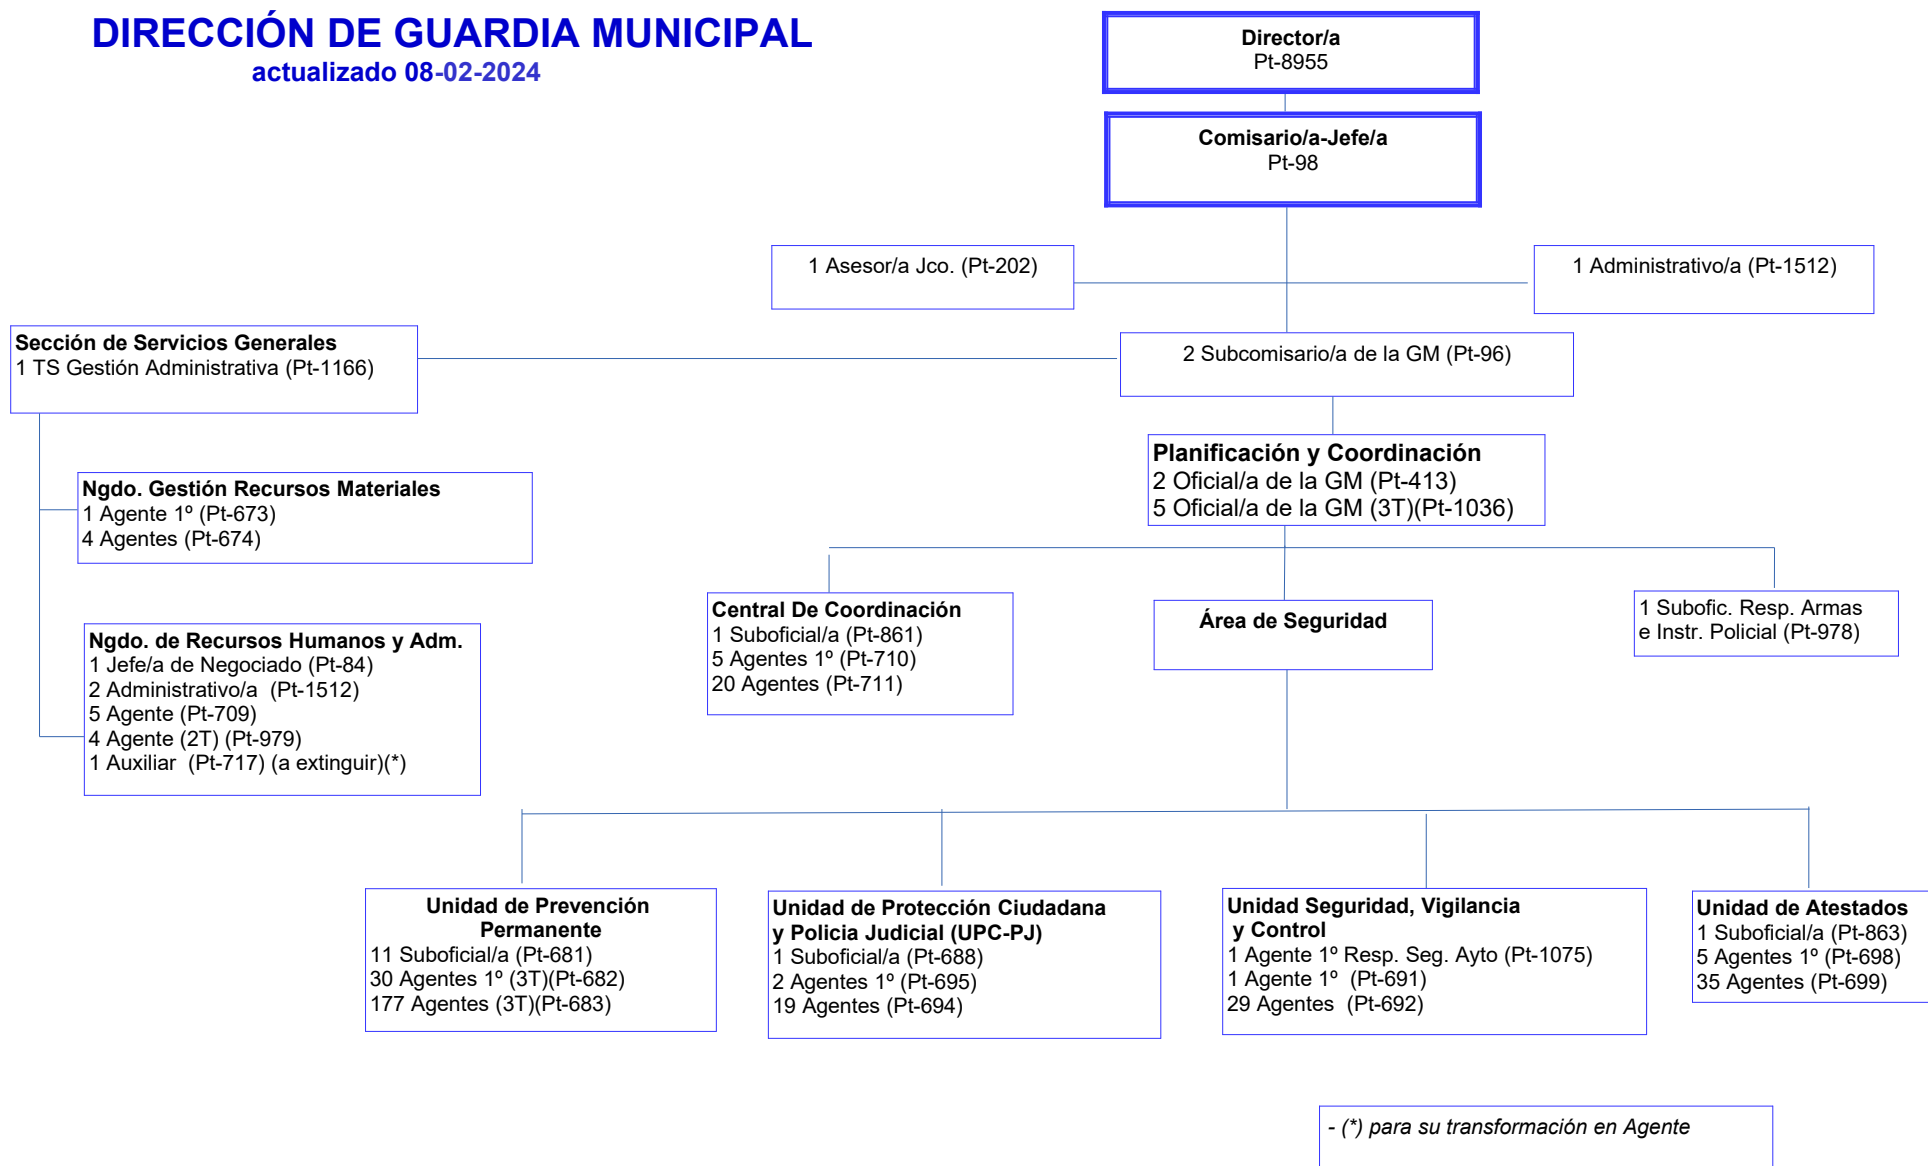 DIRECCIÓN DE GUARDIA MUNICIPAL
actualizado 08-02-2024
Director/a
Pt-8955
Comisario/a-Jefe/a
Pt-98
1 Asesor/a Jco. (Pt-202)
1 Administrativo/a (Pt-1512)
Sección de Servicios Generales
1 TS Gestión Administrativa (Pt-1166)
2 Subcomisario/a de la GM (Pt-96)
Planificación y Coordinación
2 Oficial/a de la GM (Pt-413)
5 Oficial/a de la GM (3T)(Pt-1036)
Ngdo. Gestión Recursos Materiales
1 Agente 1º (Pt-673)
4 Agentes (Pt-674)
Ngdo. de Recursos Humanos y Adm.
1 Jefe/a de Negociado (Pt-84)
2 Administrativo/a  (Pt-1512)
5 Agente (Pt-709)
4 Agente (2T) (Pt-979)
1 Auxiliar  (Pt-717) (a extinguir)(*)
Central De Coordinación
1 Suboficial/a (Pt-861)
5 Agentes 1º (Pt-710)
20 Agentes (Pt-711)
Área de Seguridad
1 Subofic. Resp. Armas
e Instr. Policial (Pt-978)
Unidad de Prevención
Permanente
11 Suboficial/a (Pt-681)
30 Agentes 1º (3T)(Pt-682)
177 Agentes (3T)(Pt-683)
Unidad de Protección Ciudadana
y Policia Judicial (UPC-PJ)
1 Suboficial/a (Pt-688)
2 Agentes 1º (Pt-695)
19 Agentes (Pt-694)
Unidad Seguridad, Vigilancia
y Control
1 Agente 1º Resp. Seg. Ayto (Pt-1075)
1 Agente 1º  (Pt-691)
29 Agentes  (Pt-692)
Unidad de Atestados
1 Suboficial/a (Pt-863)
5 Agentes 1º (Pt-698)
35 Agentes (Pt-699)
- (*) para su transformación en Agente